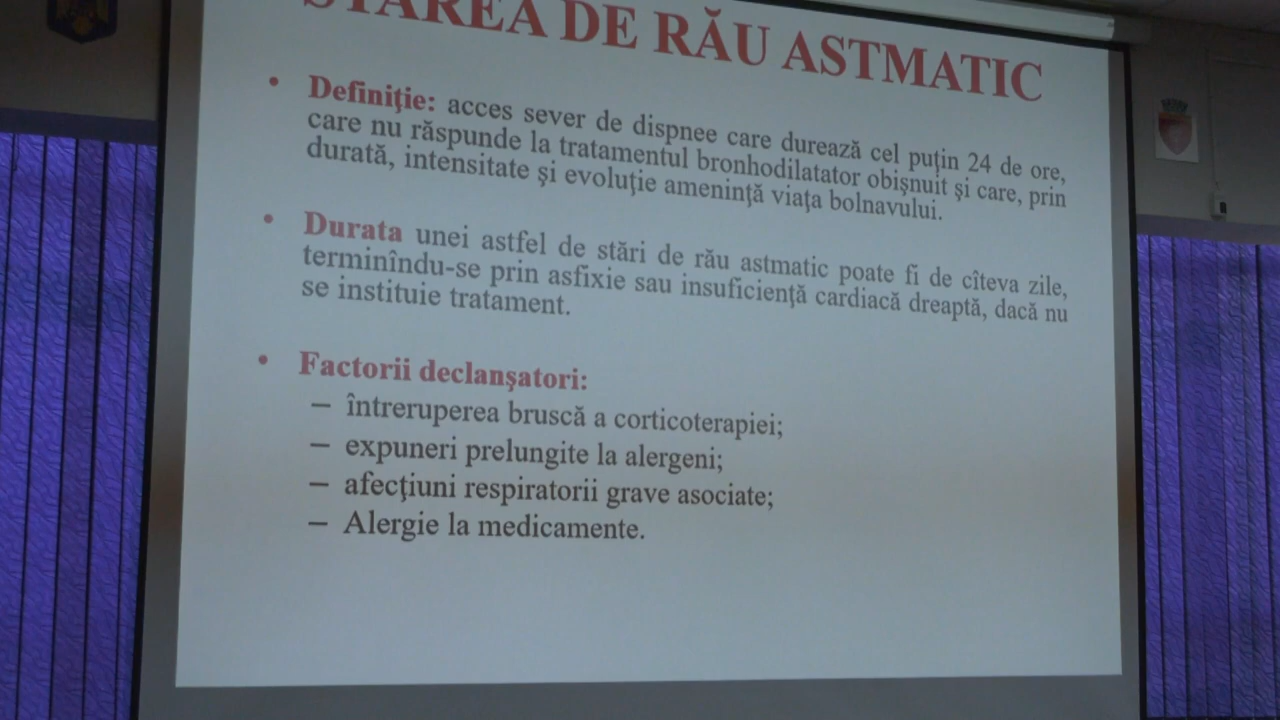 STAREA DE RĂU ASTMATIC
• Definiţie: acces sever de dispnee care durează cel puţin 24 de ore,
care nu răspunde la tratamentul bronhodilatator obişnuit şi care, prin
durată, intensitate şi evoluţie ameninţă viaţa bolnavului.
• Durata unei astfel de stări de rău astmatic poate fi de cîteva zile,
terminîndu-se prin asfixie sau insuficienţă cardiacă dreaptă, dacă nu
se instituie tratament.
• Factorii declanşatori:
– întreruperea bruscă a corticoterapiei;
– expuneri prelungite la alergeni;
– afecţiuni respiratorii grave asociate;
– Alergie la medicamente.